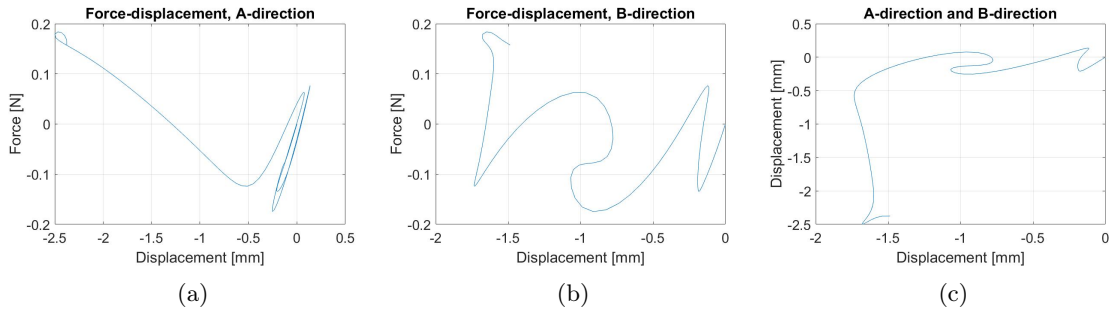 Force-displacement, A-direction
0.2
0.1
0
-0.1
-0.2
Force [N]
-2.5 -2 -1.5 -1 -0.5 0 0.5
Displacement [mm]
(a)
Force-displacement, B-direction
0.2
0.1
0
-0.1
-0.2
Force [N]
-2 -1.5 -1 -0.5 0
Displacement [mm]
(b)
A-direction and B-direction
0.5
0
-0.5
-1
-1.5
-2
-2.5
Displacement [mm]
-2 -1.5 -1 -0.5 0
Displacement [mm]
(c)